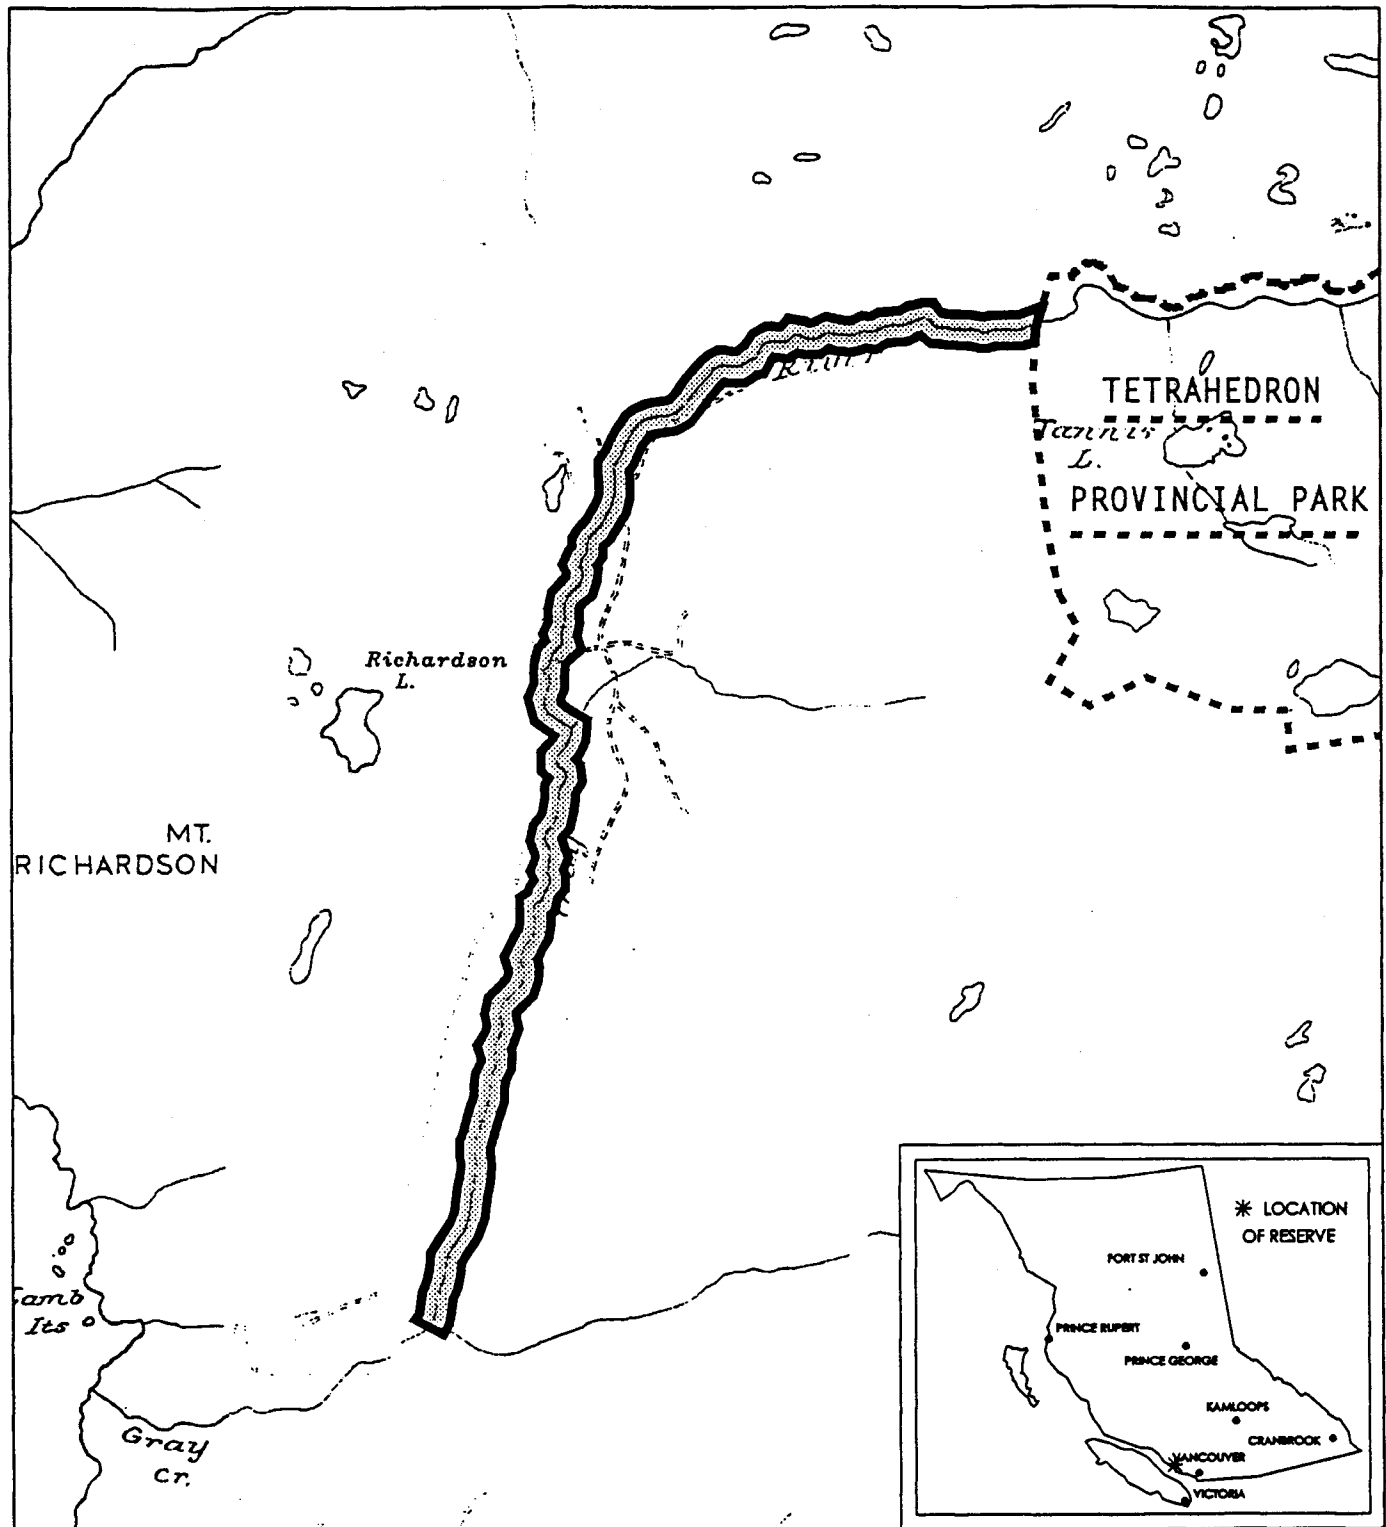 TETRAHEDRON
L.
PROVINCIAL PARK
Richardson
L.
MT.
RICHARDSON
Its
Gray
Cr.
✳ LOCATION
OF RESERVE
FORT ST JOHN
PRINCE RUPERT
PRINCE GEORGE
KAMLOOPS
CRANBROOK
VANCOUVER
VICTORIA